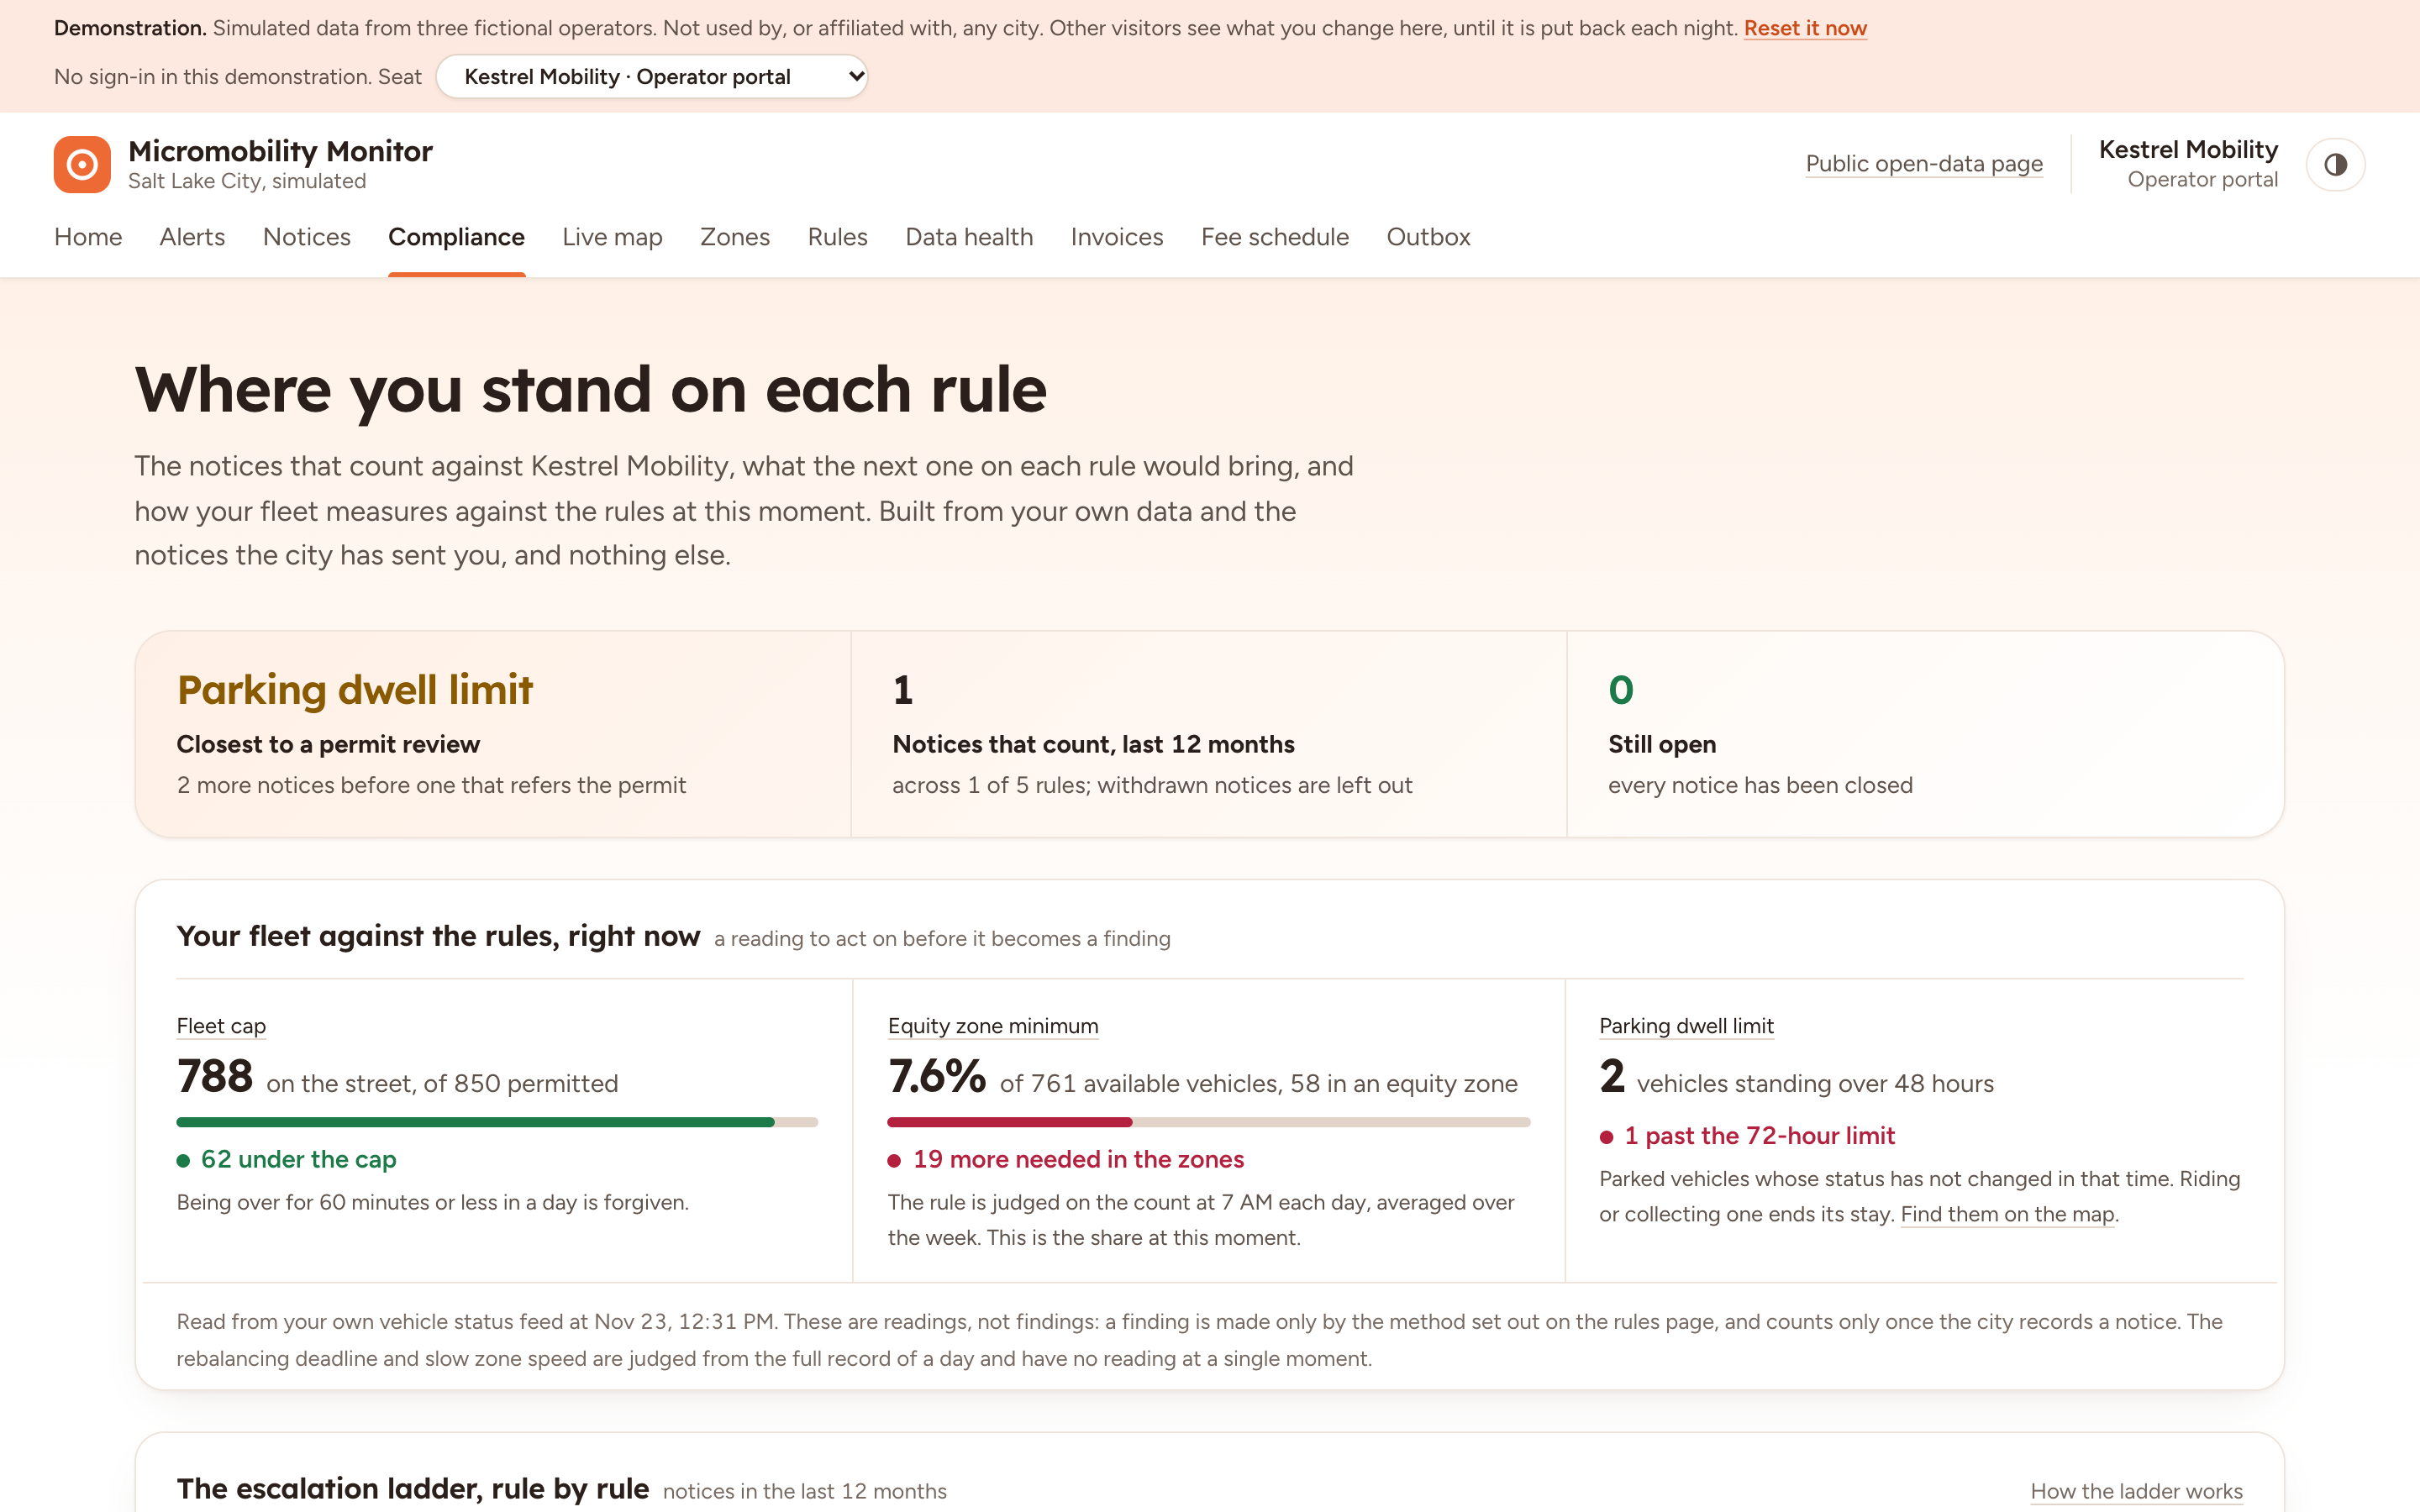 Demonstration. Simulated data from three fictional operators. Not used by, or affiliated with, any city. Other visitors see what you change here, until it is put back each night. Reset it now
No sign-in in this demonstration. Seat Kestrel Mobility · Operator portal
Micromobility Monitor
Salt Lake City, simulated
Public open-data page
Kestrel Mobility
Operator portal
Home Alerts Notices Compliance Live map Zones Rules Data health Invoices Fee schedule Outbox
Where you stand on each rule
The notices that count against Kestrel Mobility, what the next one on each rule would bring, and
how your fleet measures against the rules at this moment. Built from your own data and the
notices the city has sent you, and nothing else.
Parking dwell limit
Closest to a permit review
2 more notices before one that refers the permit
1
Notices that count, last 12 months
across 1 of 5 rules; withdrawn notices are left out
0
Still open
every notice has been closed
Your fleet against the rules, right now a reading to act on before it becomes a finding
Fleet cap
788 on the street, of 850 permitted
62 under the cap
Being over for 60 minutes or less in a day is forgiven.
Equity zone minimum
7.6% of 761 available vehicles, 58 in an equity zone
19 more needed in the zones
The rule is judged on the count at 7 AM each day, averaged over
the week. This is the share at this moment.
Parking dwell limit
2 vehicles standing over 48 hours
1 past the 72-hour limit
Parked vehicles whose status has not changed in that time. Riding
or collecting one ends its stay. Find them on the map.
Read from your own vehicle status feed at Nov 23, 12:31 PM. These are readings, not findings: a finding is made only by the method set out on the rules page, and counts only once the city records a notice. The
rebalancing deadline and slow zone speed are judged from the full record of a day and have no reading at a single moment.
The escalation ladder, rule by rule notices in the last 12 months
How the ladder works